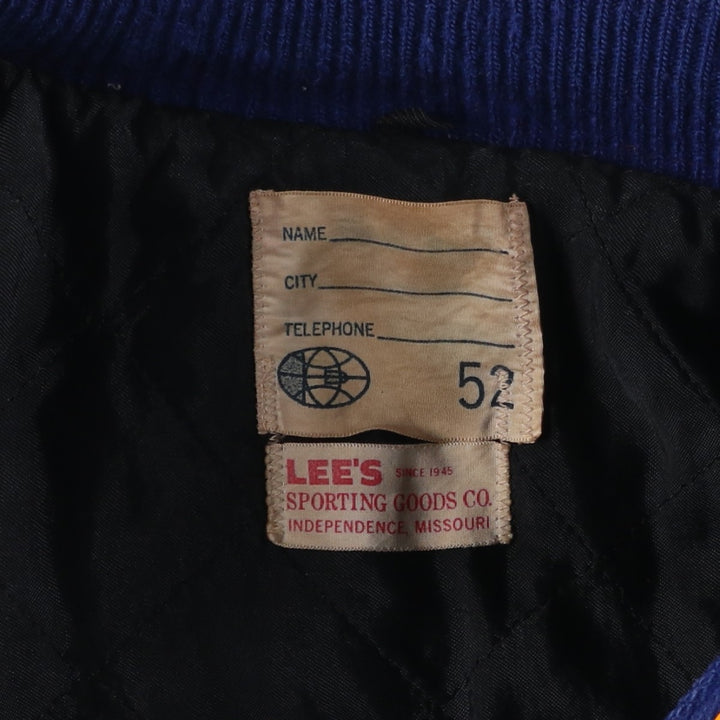 NAME
CITY
TELEPHONE
52
LEE'S SINCE 1945
SPORTING GOODS CO.
INDEPENDENCE, MISSOURI